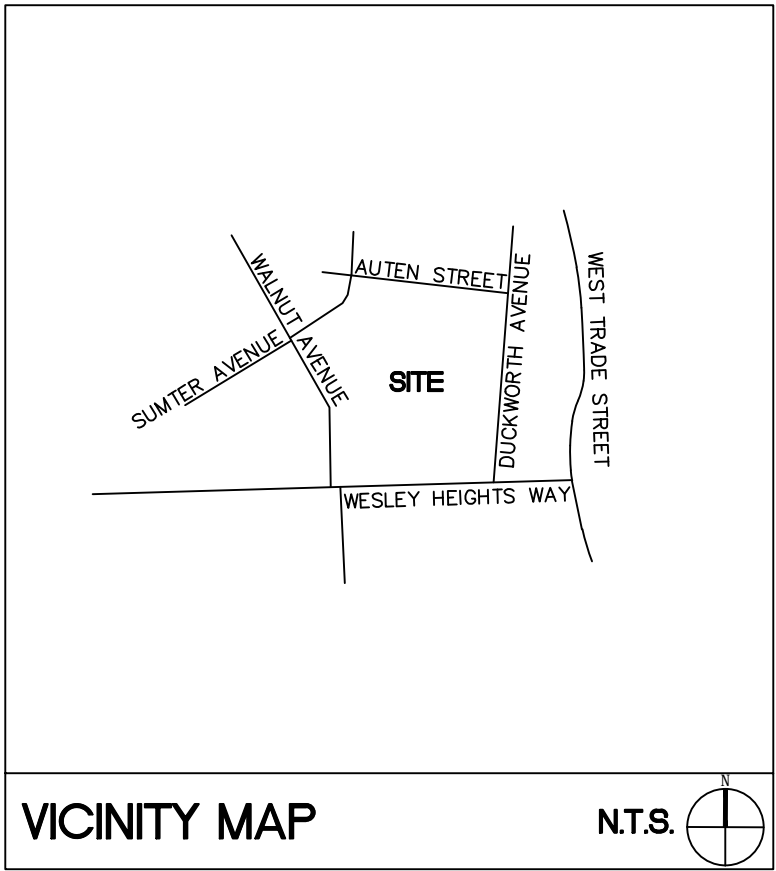 WALNUT AVENUE
AUTEN STREET
DUCKWORTH AVENUE
WEST TRADE STREET
SUMTER AVENUE
SITE
WESLEY HEIGHTS WAY
VICINITY MAP
N.T.S.
N